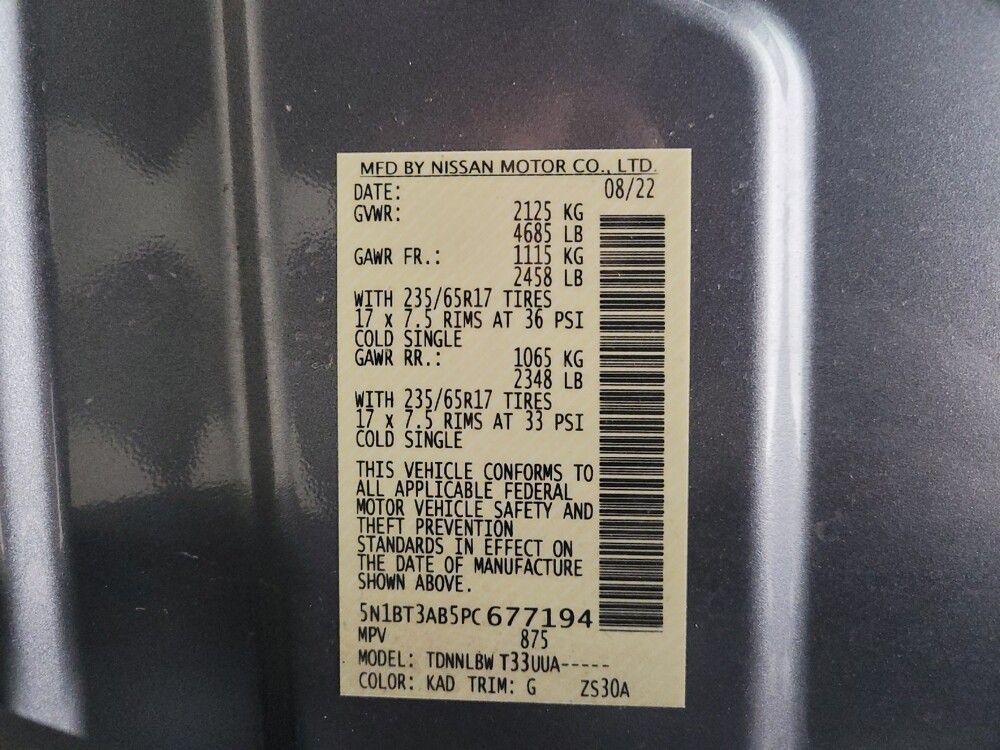 MFD BY NISSAN MOTOR CO., LTD.
DATE: 08/22
GVWR: 2125 KG
4685 LB
GAWR FR.: 1115 KG
2458 LB
WITH 235/65R17 TIRES
17 x 7.5 RIMS AT 36 PSI
COLD SINGLE
GAWR RR.: 1065 KG
2348 LB
WITH 235/65R17 TIRES
17 x 7.5 RIMS AT 33 PSI
COLD SINGLE
THIS VEHICLE CONFORMS TO
ALL APPLICABLE FEDERAL
MOTOR VEHICLE SAFETY AND
THEFT PREVENTION
STANDARDS IN EFFECT ON
THE DATE OF MANUFACTURE
SHOWN ABOVE.
5N1BT3AB5PC677194
MPV 875
MODEL: TDNNLBW T33UUA-----
COLOR: KAD TRIM: G ZS30A